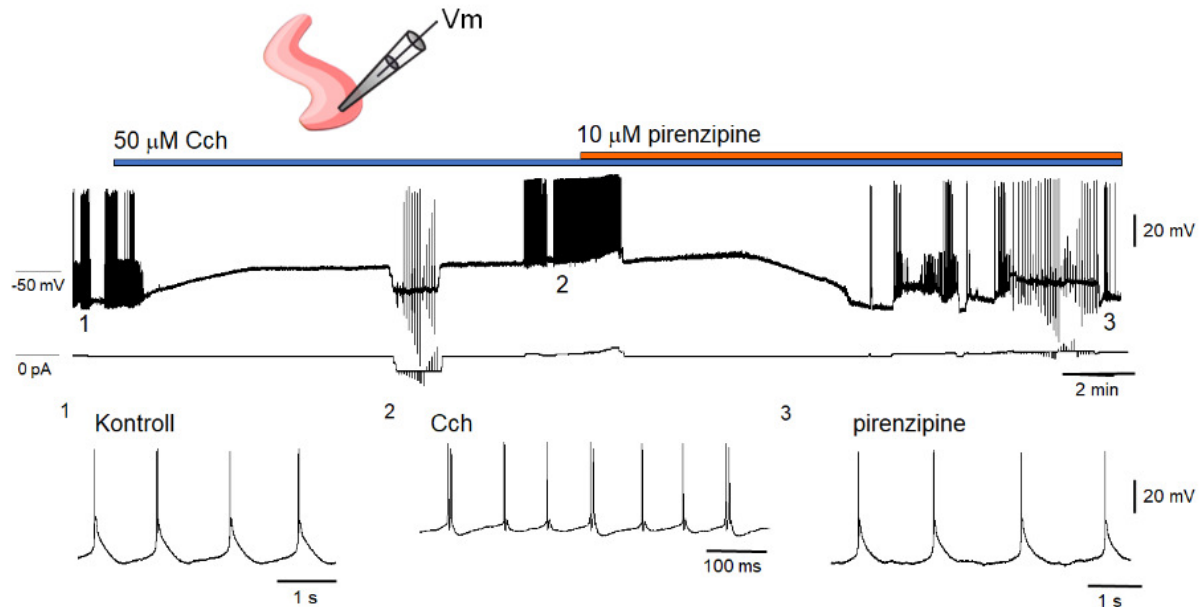 Vm
50 μM Cch
10 μM pirenzipine
20 mV
-50 mV
1
2
3
0 pA
2 min
1
Kontroll
2
Cch
3
pirenzipine
20 mV
1 s
100 ms
1 s